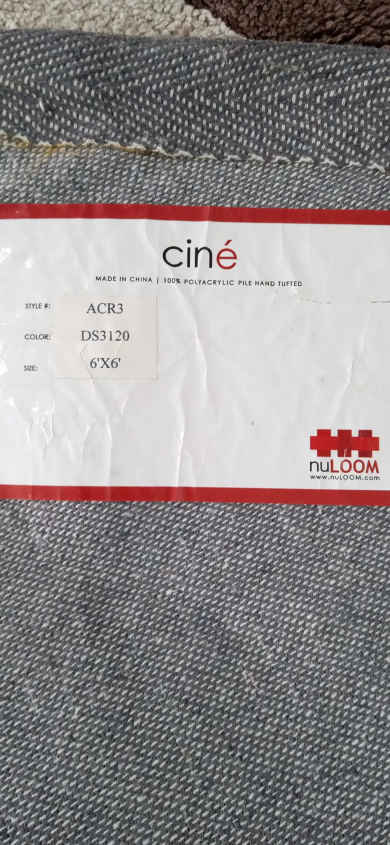 ciné
MADE IN CHINA | 100% POLYACRYLIC PILE HAND TUFTED
STYLE #: ACR3
COLOR: DS3120
SIZE: 6'X6'
nuLOOM
www.nuLOOM.com